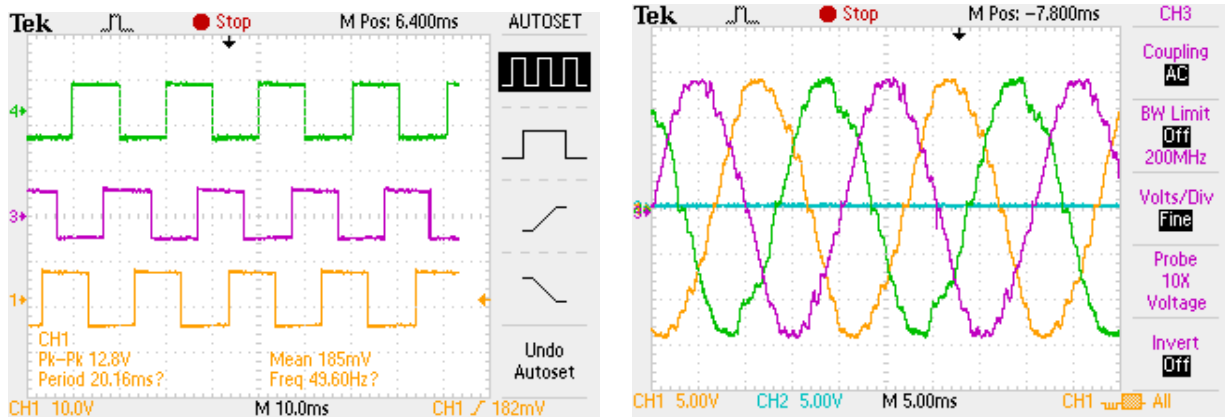 Tek Stop M Pos: 6.400ms AUTOSET
4
3
1
CH1
Pk-Pk 12.8V Mean 185mV
Period 20.16ms? Freq 49.60Hz?
Undo
Autoset
CH1 10.0V M 10.0ms CH1 182mV
Tek Stop M Pos: -7.800ms CH3
Coupling
AC
BW Limit
Off
200MHz
Volts/Div
Fine
Probe
10X
Voltage
Invert
Off
CH1 5.00V CH2 5.00V M 5.00ms CH1 All